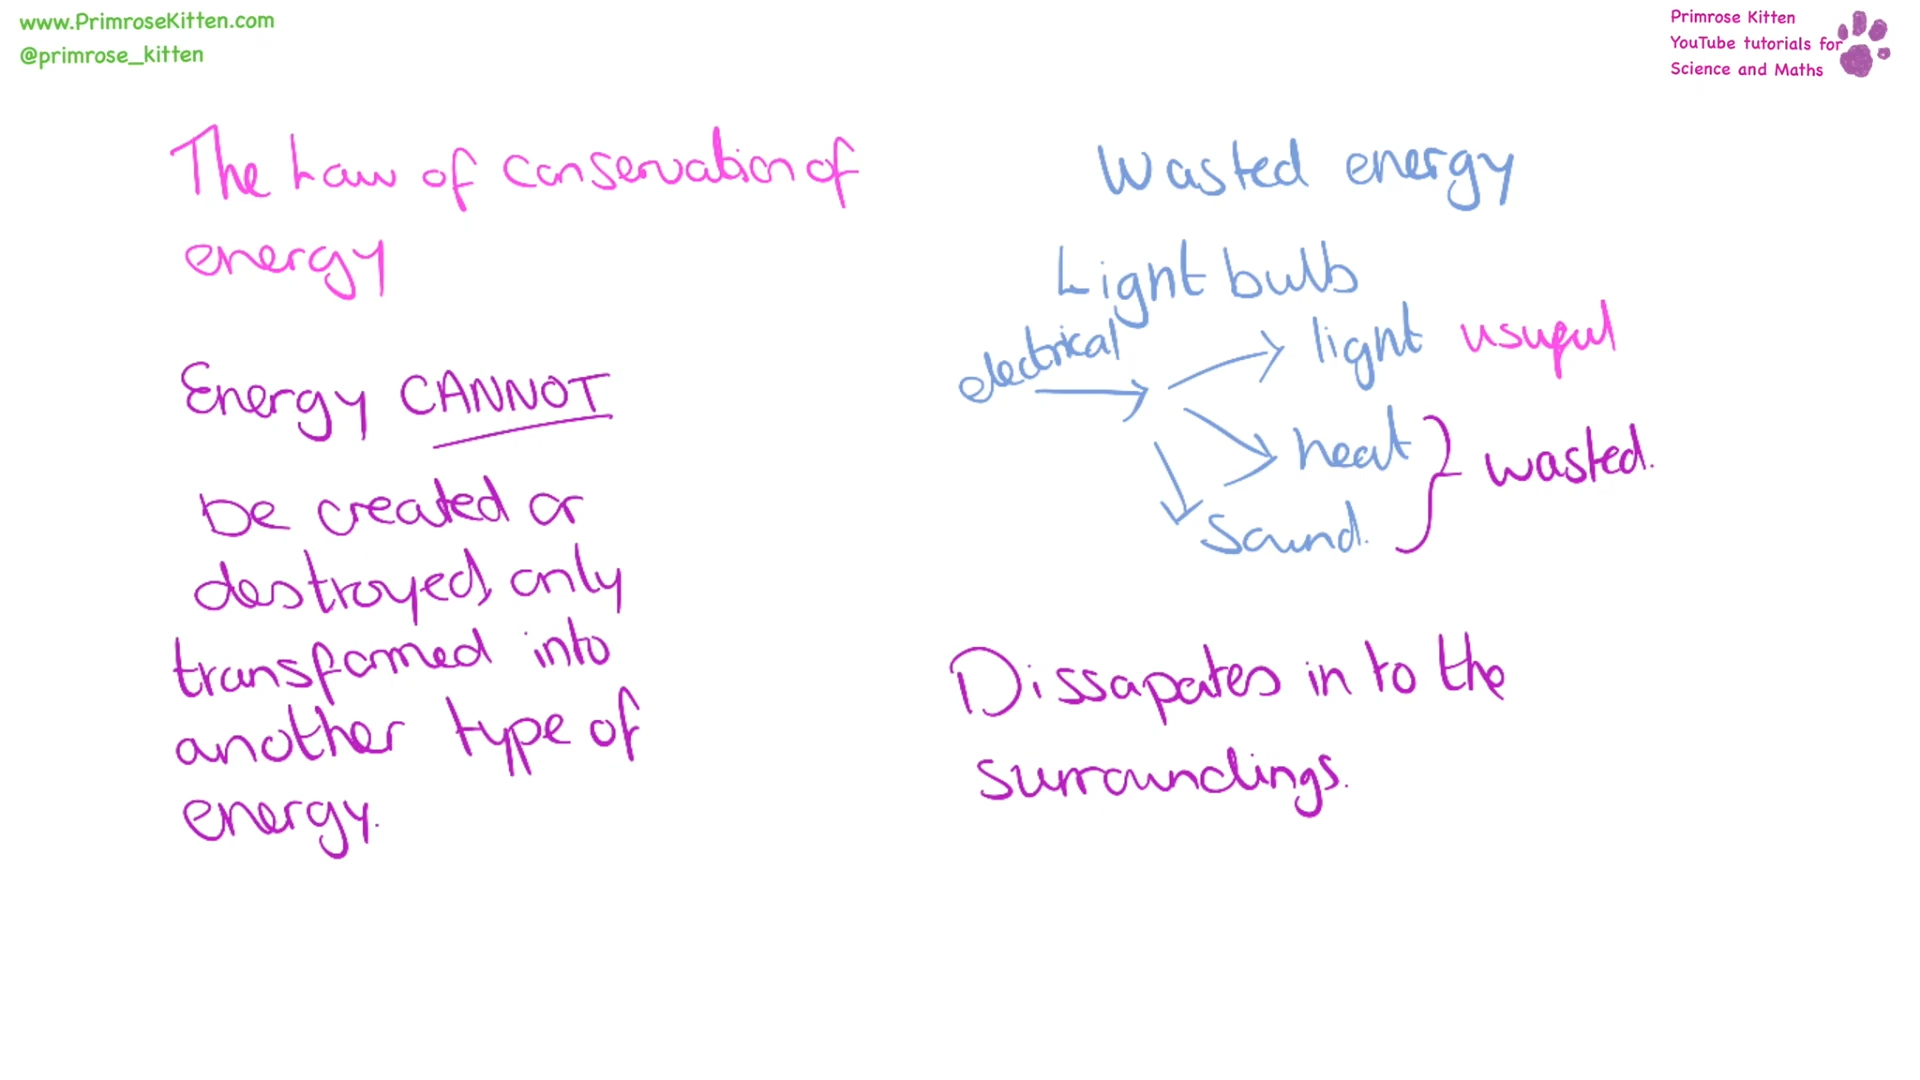 www.PrimroseKitten.com
@primrose_kitten
Primrose Kitten
YouTube tutorials for
Science and Maths
The Law of conservation of
energy
Energy CANNOT
be created or
destroyed, only
transformed into
another type of
energy.
Wasted energy
Light bulb
electrical
light usuful
heat
wasted.
sound.
Dissapates in to the
surroundings.